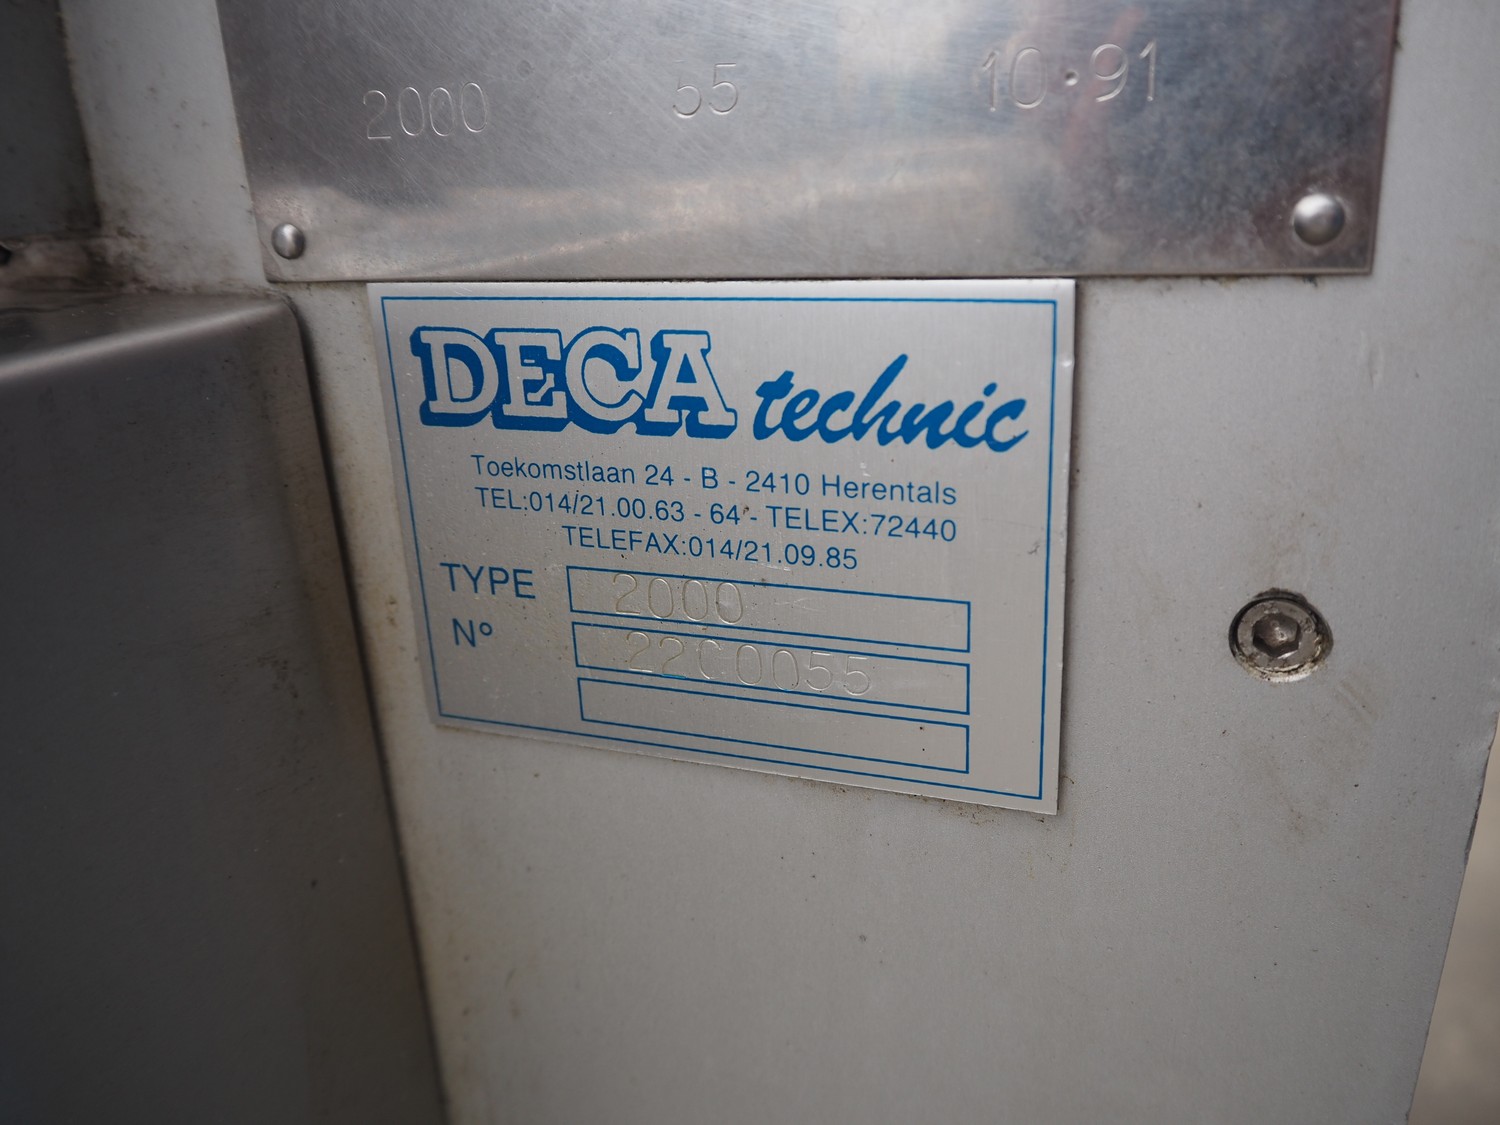 2000 55 10·91
DECA technic
Toekomstlaan 24 - B - 2410 Herentals
TEL:014/21.00.63 - 64 - TELEX:72440
TELEFAX:014/21.09.85
TYPE 2000
Nº 22C0055